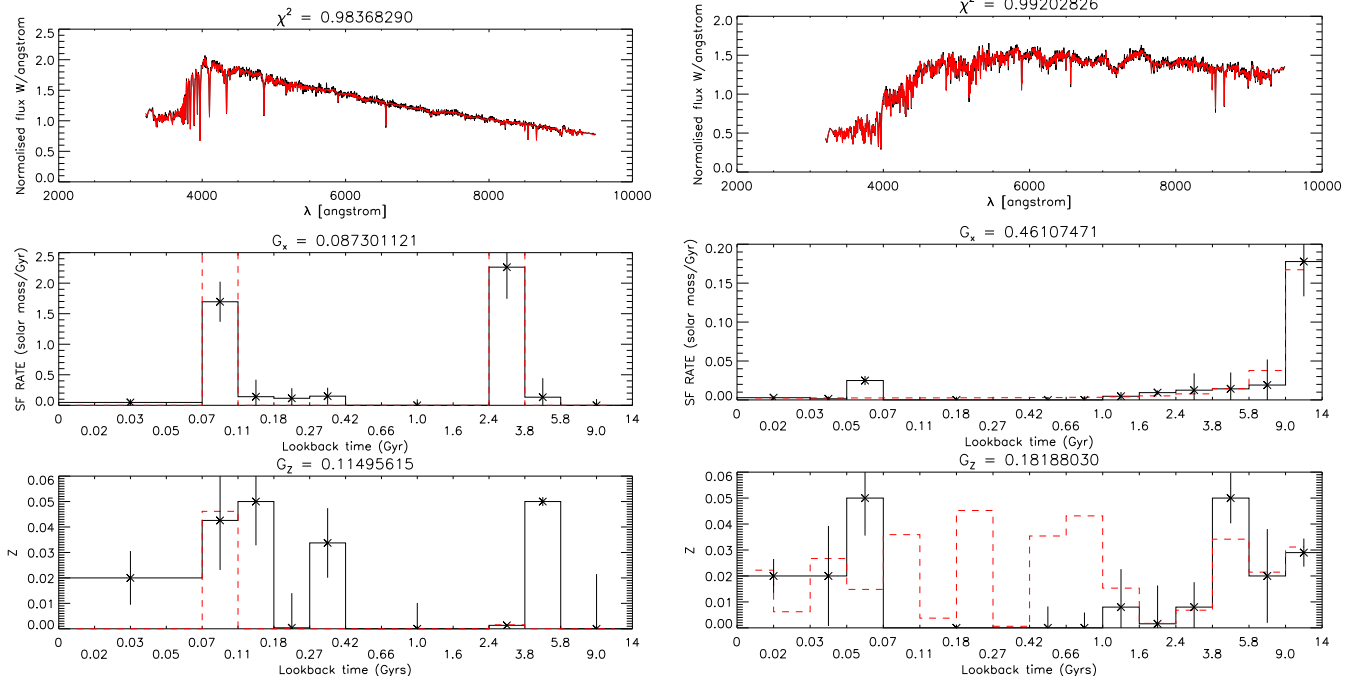 χ² = 0.98368290
Normalised flux W/angstrom
2.5
2.0
1.5
1.0
0.5
0.0
2000 4000 6000 8000 10000
λ [angstrom]
Gₓ = 0.087301121
SF RATE (solar mass/Gyr)
2.5
2.0
1.5
1.0
0.5
0.0
0 0.03 0.07 0.18 0.42 1.0 2.4 5.8 14
0.02 0.05 0.11 0.27 0.66 1.6 3.8 9.0
Lookback time (Gyr)
G_Z = 0.11495615
Z
0.06
0.05
0.04
0.03
0.02
0.01
0.00
0 0.03 0.07 0.18 0.42 1.0 2.4 5.8 14
0.02 0.05 0.11 0.27 0.66 1.6 3.8 9.0
Lookback time (Gyrs)
χ² = 0.99202826
Normalised flux W/angstrom
2.0
1.5
1.0
0.5
0.0
2000 4000 6000 8000 10000
λ [angstrom]
Gₓ = 0.46107471
SF RATE (solar mass/Gyr)
0.20
0.15
0.10
0.05
0.00
0 0.03 0.07 0.18 0.42 1.0 2.4 5.8 14
0.02 0.05 0.11 0.27 0.66 1.6 3.8 9.0
Lookback time (Gyr)
G_Z = 0.18188030
Z
0.06
0.05
0.04
0.03
0.02
0.01
0.00
0 0.03 0.07 0.18 0.42 1.0 2.4 5.8 14
0.02 0.05 0.11 0.27 0.66 1.6 3.8 9.0
Lookback time (Gyrs)